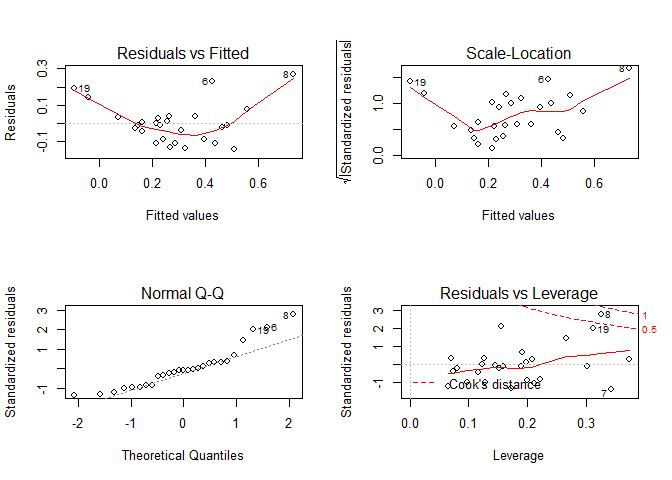 Residuals vs Fitted
Residuals
0.3
0.1
-0.1
19
6
8
0.0 0.2 0.4 0.6
Fitted values
Scale-Location
√|Standardized residuals|
1.0
0.0
19
6
8
0.0 0.2 0.4 0.6
Fitted values
Normal Q-Q
Standardized residuals
3
2
1
-1
19
6
8
-2 -1 0 1 2
Theoretical Quantiles
Residuals vs Leverage
Standardized residuals
3
2
1
-1
8
19
7
1
0.5
Cook's distance
0.0 0.1 0.2 0.3
Leverage